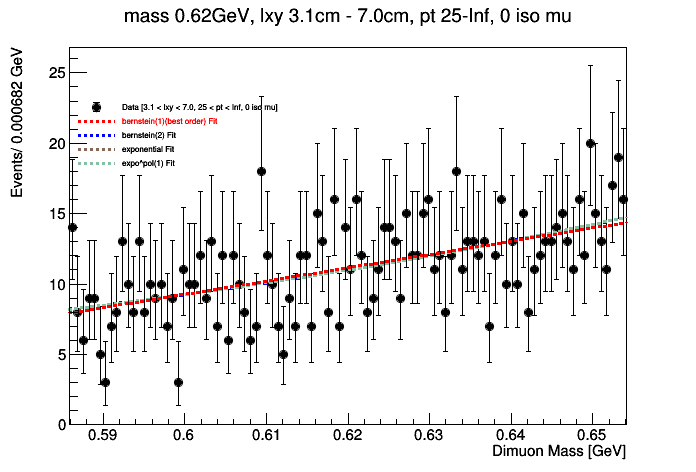 mass 0.62GeV, lxy 3.1cm - 7.0cm, pt 25-Inf, 0 iso mu
Events/ 0.000682 GeV
25
20
15
10
5
0
Data [3.1 < lxy < 7.0, 25 < pt < Inf, 0 iso mu]
bernstein(1)(best order) Fit
bernstein(2) Fit
exponential Fit
expo*pol(1) Fit
0.59 0.6 0.61 0.62 0.63 0.64 0.65
Dimuon Mass [GeV]